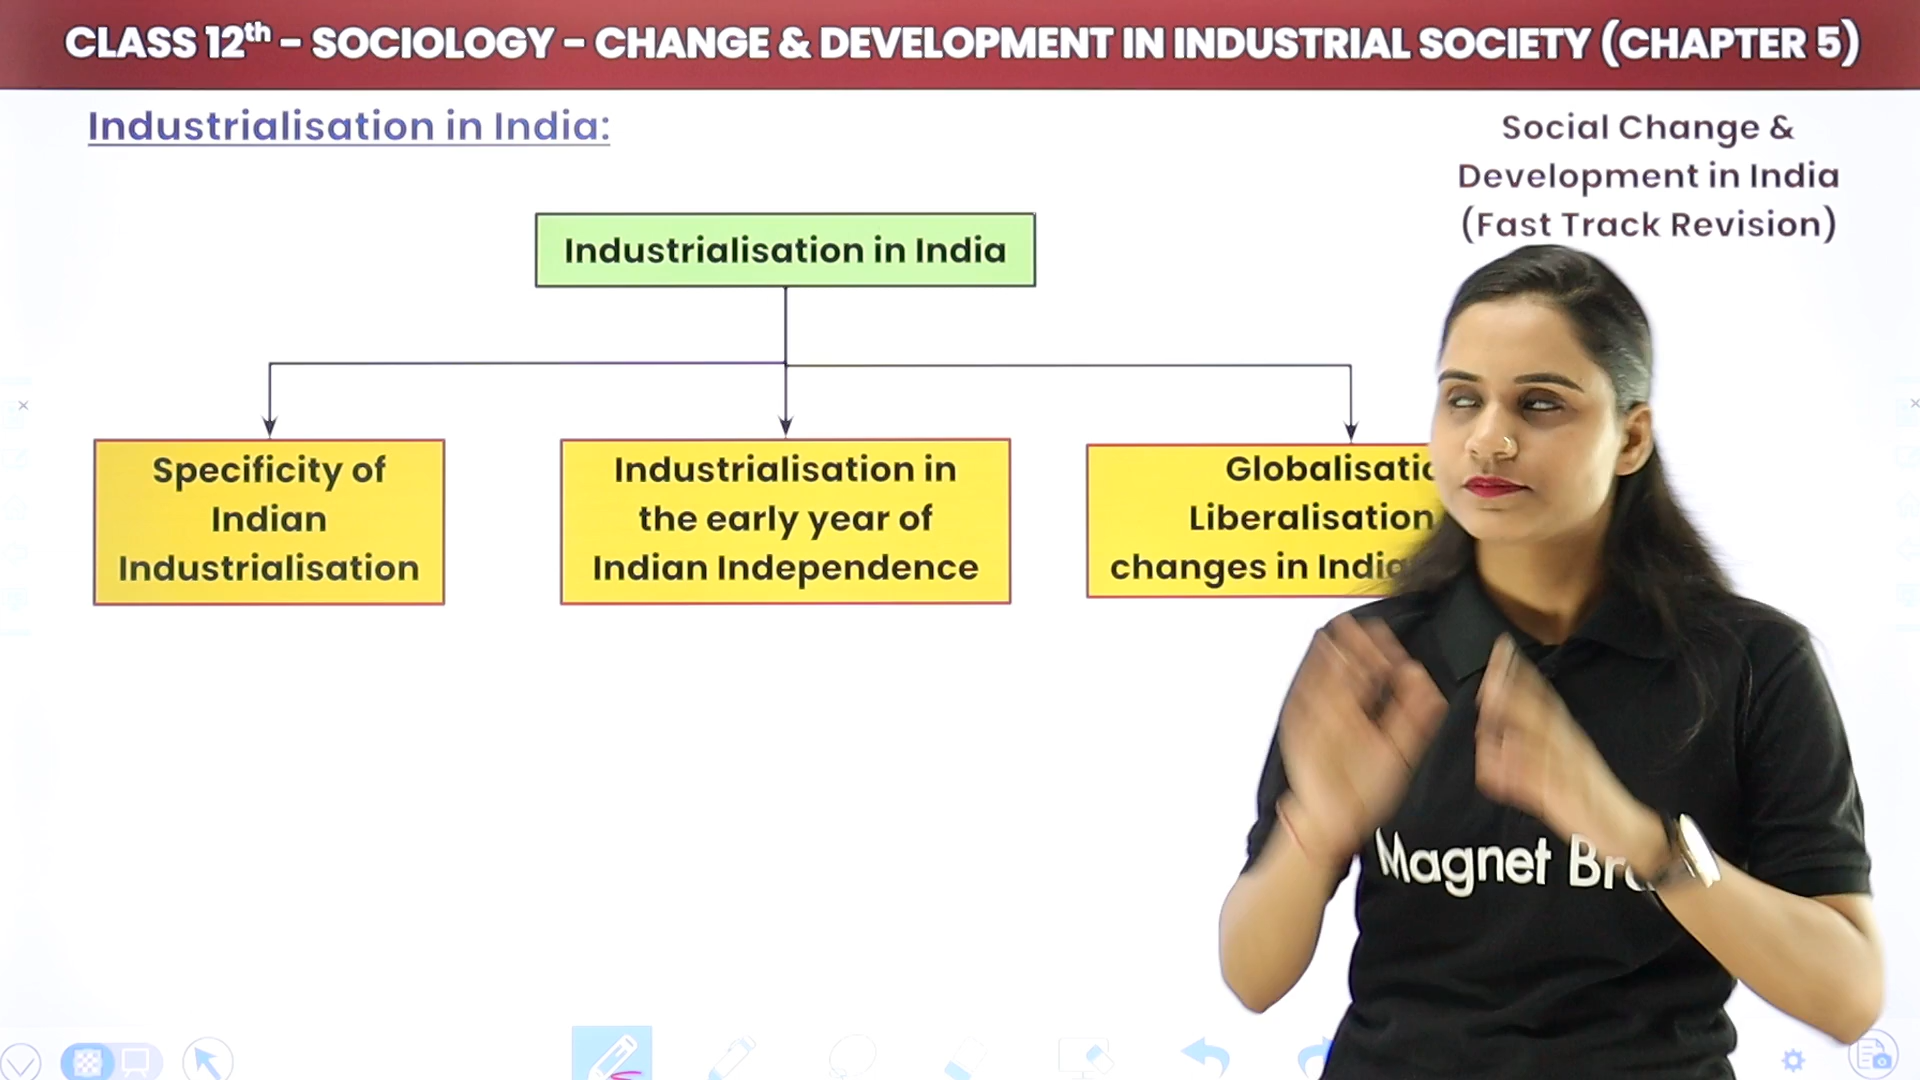 CLASS 12th - SOCIOLOGY - CHANGE & DEVELOPMENT IN INDUSTRIAL SOCIETY (CHAPTER 5)
Industrialisation in India:
Social Change &
Development in India
(Fast Track Revision)
Industrialisation in India
Specificity of
Indian
Industrialisation
Industrialisation in
the early year of
Indian Independence
Liberalisation
changes in
Magnet